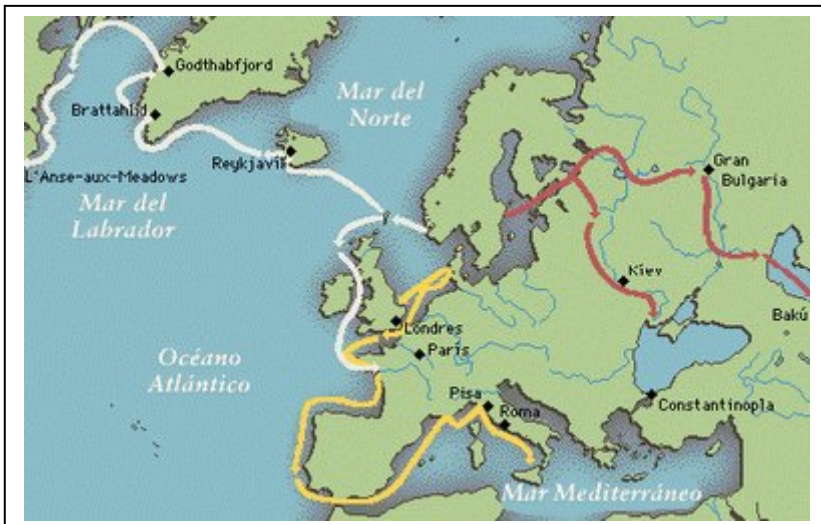 Godthabfjord
Brattahlid
Mar del
Norte
Reykjavik
L'Anse-aux-Meadows
Mar del
Labrador
Gran
Bulgaria
Kiev
Bakú
Londres
París
Océano
Atlántico
Pisa
Roma
Constantinopla
Mar Mediterráneo